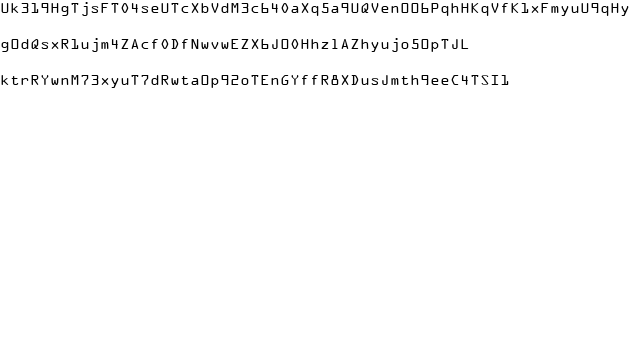 Uk319HgTjsFT04seUTcXbVdM3c640aXq5a9UQVen006PqhHKqVfK1xFmyuU9qHy
g0dQsxR1ujm4ZAcf0DfNwvwEZX6J00Hhz1AZhyujo50pTJL
ktrRYwnM73xyuT7dRwta0p92oTEnGYffR8XDusJmth9eeC4TSI1